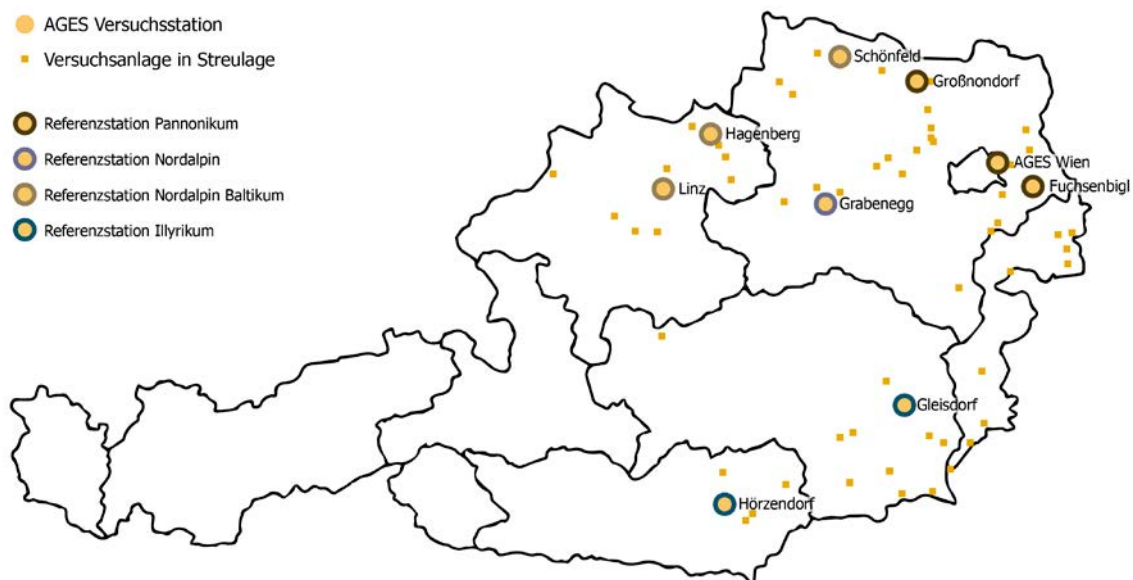 AGES Versuchsstation
Versuchsanlage in Streulage
Referenzstation Pannonikum
Referenzstation Nordalpin
Referenzstation Nordalpin Baltikum
Referenzstation Illyrikum
Schönfeld
Großnondorf
Hagenberg
AGES Wien
Fuchsenbigl
Linz
Grabenegg
Gleisdorf
Hörzendorf